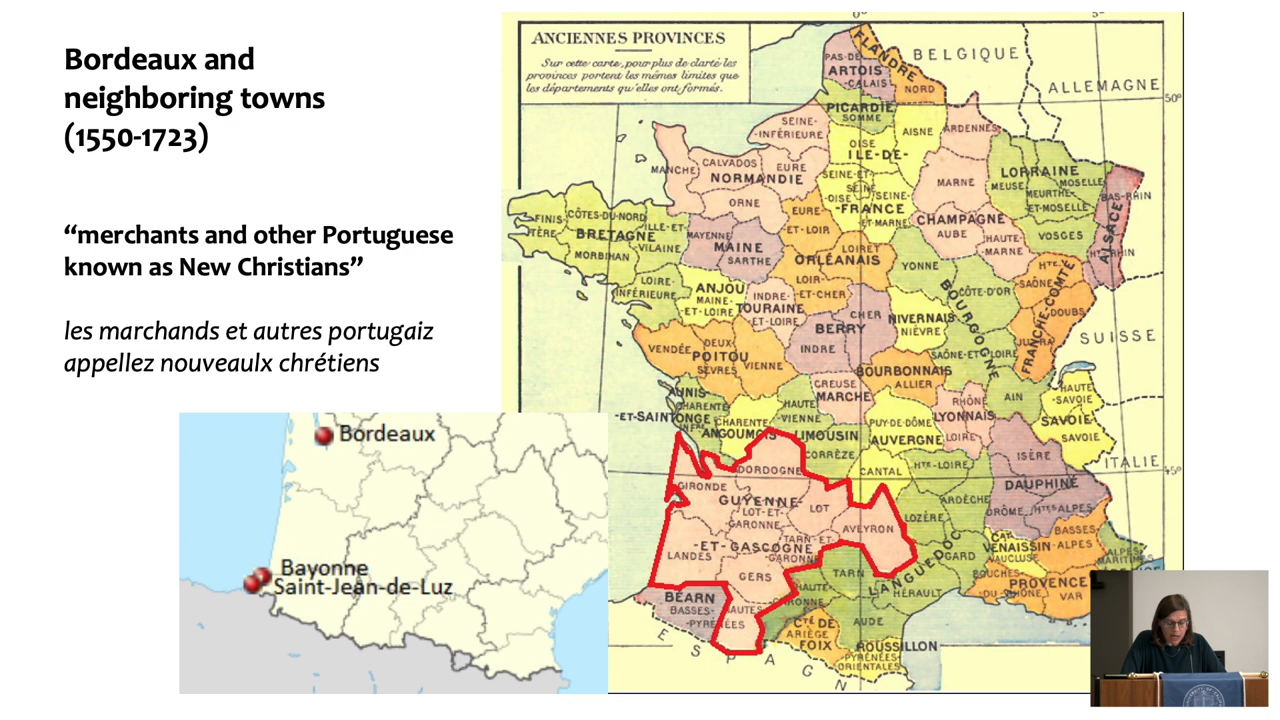 Bordeaux and
neighboring towns
(1550-1723)
“merchants and other Portuguese
known as New Christians”
les marchands et autres portugaiz
appellez nouveaulx chrétiens
Bordeaux
Bayonne
Saint-Jean-de-Luz
ANCIENNES PROVINCES
Sur cette carte, pour plus de clarté les
provinces portent les mêmes limites que
les départements qu'elles ont formés.
0°
5°
BELGIQUE
ALLEMAGNE
50°
FLANDRE
NORD
PAS-DE-
ARTOIS
-CALAIS
PICARDIE
SOMME
SEINE-
-INFÉRIEURE
AISNE
ARDENNES
OISE
ILE-DE-
MANCHE
CALVADOS
EURE
NORMANDIE
ORNE
SEINE-ET-
-OISE
SEINE
-FRANCE
SEINE-
ET-MARNE
MARNE
CHAMPAGNE
AUBE
HAUTE-
-MARNE
LORRAINE
MEUSE
MOSELLE
MEURTHE-
-ET-MOSELLE
VOSGES
BAS-RHIN
ALSACE
HT-RHIN
FINIS-
TÈRE
CÔTES-DU-NORD
ILLE-ET-
BRETAGNE
VILAINE
MORBIHAN
MAYENNE
MAINE
SARTHE
EURE-
ET-LOIR
LOIRET
ORLÉANAIS
LOIR-
-ET-CHER
YONNE
BOURGOGNE
CÔTE-D'OR
SAÔNE-ET-LOIRE
HTE-
SAÔNE
FRANCHE-COMTÉ
DOUBS
JURA
SUISSE
LOIRE-
INFÉRIEURE
ANJOU
MAINE-
-ET-LOIRE
INDRE-
TOURAINE
-ET-LOIRE
CHER
BERRY
INDRE
NIVERNAIS
NIÈVRE
VENDÉE
DEUX-
POITOU
SÈVRES
VIENNE
BOURBONNAIS
ALLIER
CREUSE
MARCHE
AUNIS-
CHARENTE
-ET-SAINTONGE
INFRE
CHARENTE
ANGOUMOIS
HAUTE
-VIENNE
LIMOUSIN
CORRÈZE
PUY-DE-DÔME
AUVERGNE
CANTAL
RHÔNE
LYONNAIS
LOIRE
AIN
HAUTE
-SAVOIE
SAVOIE
SAVOIE
ITALIE
45°
ISÈRE
DAUPHINÉ
DRÔME
HTES ALPES
HTE-LOIRE
ARDÈCHE
LOZÈRE
GARD
LANGUEDOC
HÉRAULT
TARN
HAUTE-
GARONNE
AUDE
DORDOGNE
GIRONDE
GUYENNE-
LOT-ET-
GARONNE
LOT
AVEYRON
TARN-ET-
-GARONNE
-ET-GASCOGNE
LANDES
GERS
BÉARN
BASSES-
-PYRÉNÉES
HAUTES
CTÉ DE
ARIÈGE
FOIX
ROUSSILLON
PYRÉNÉES
ORIENTALES
VENAISSIN
VAUCLUSE
BASSES-
-ALPES
BOUCHES-
-DU-RHÔNE
PROVENCE
VAR
ALPES
MARITIMES
ESPAGN